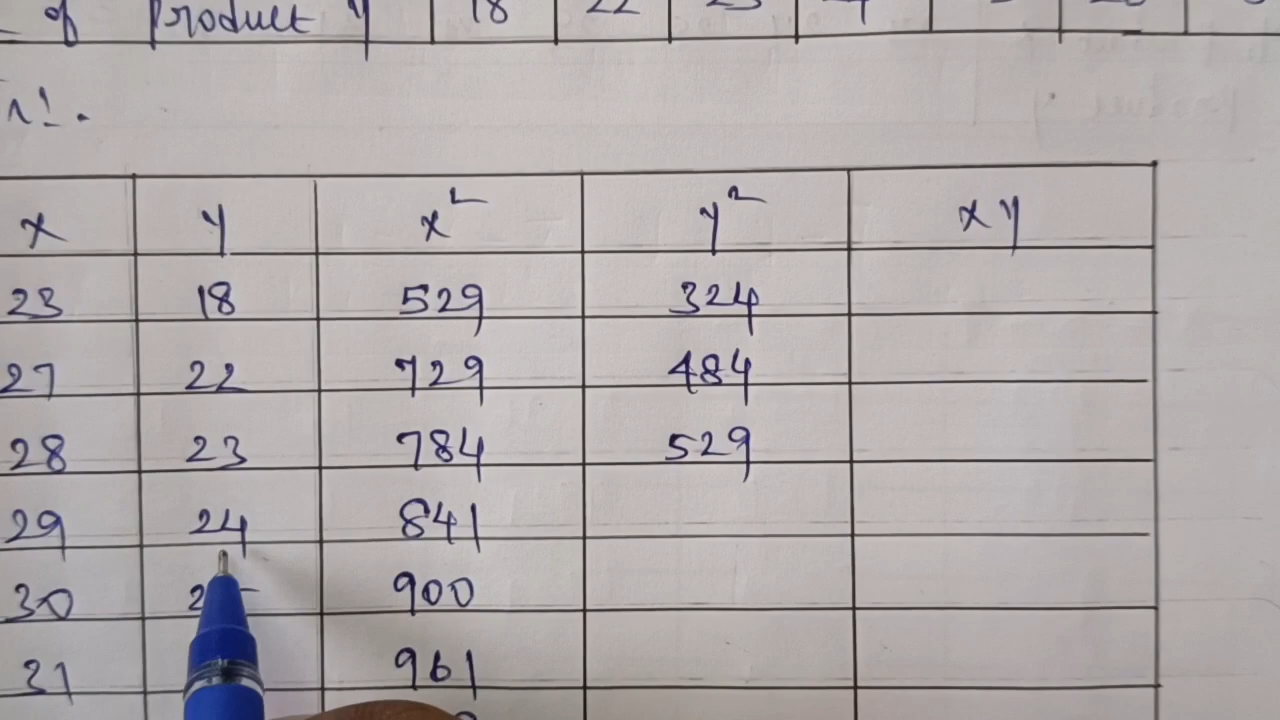 of Product y 18 22
x y x² y² xy
23 18 529 324
27 22 729 484
28 23 784 529
29 24 841
30 900
31 961